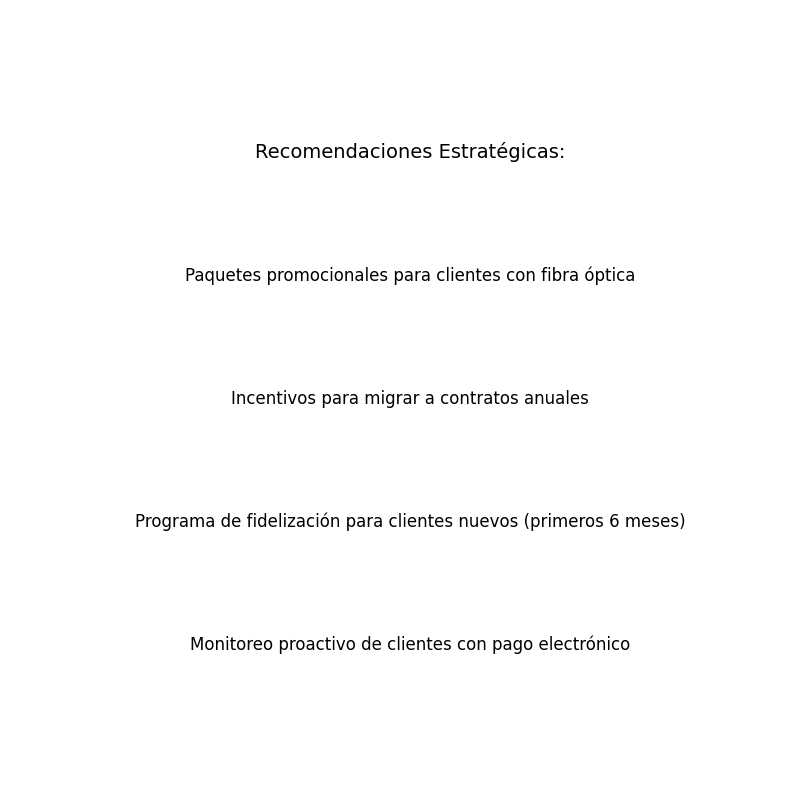 Recomendaciones Estratégicas:
Paquetes promocionales para clientes con fibra óptica
Incentivos para migrar a contratos anuales
Programa de fidelización para clientes nuevos (primeros 6 meses)
Monitoreo proactivo de clientes con pago electrónico